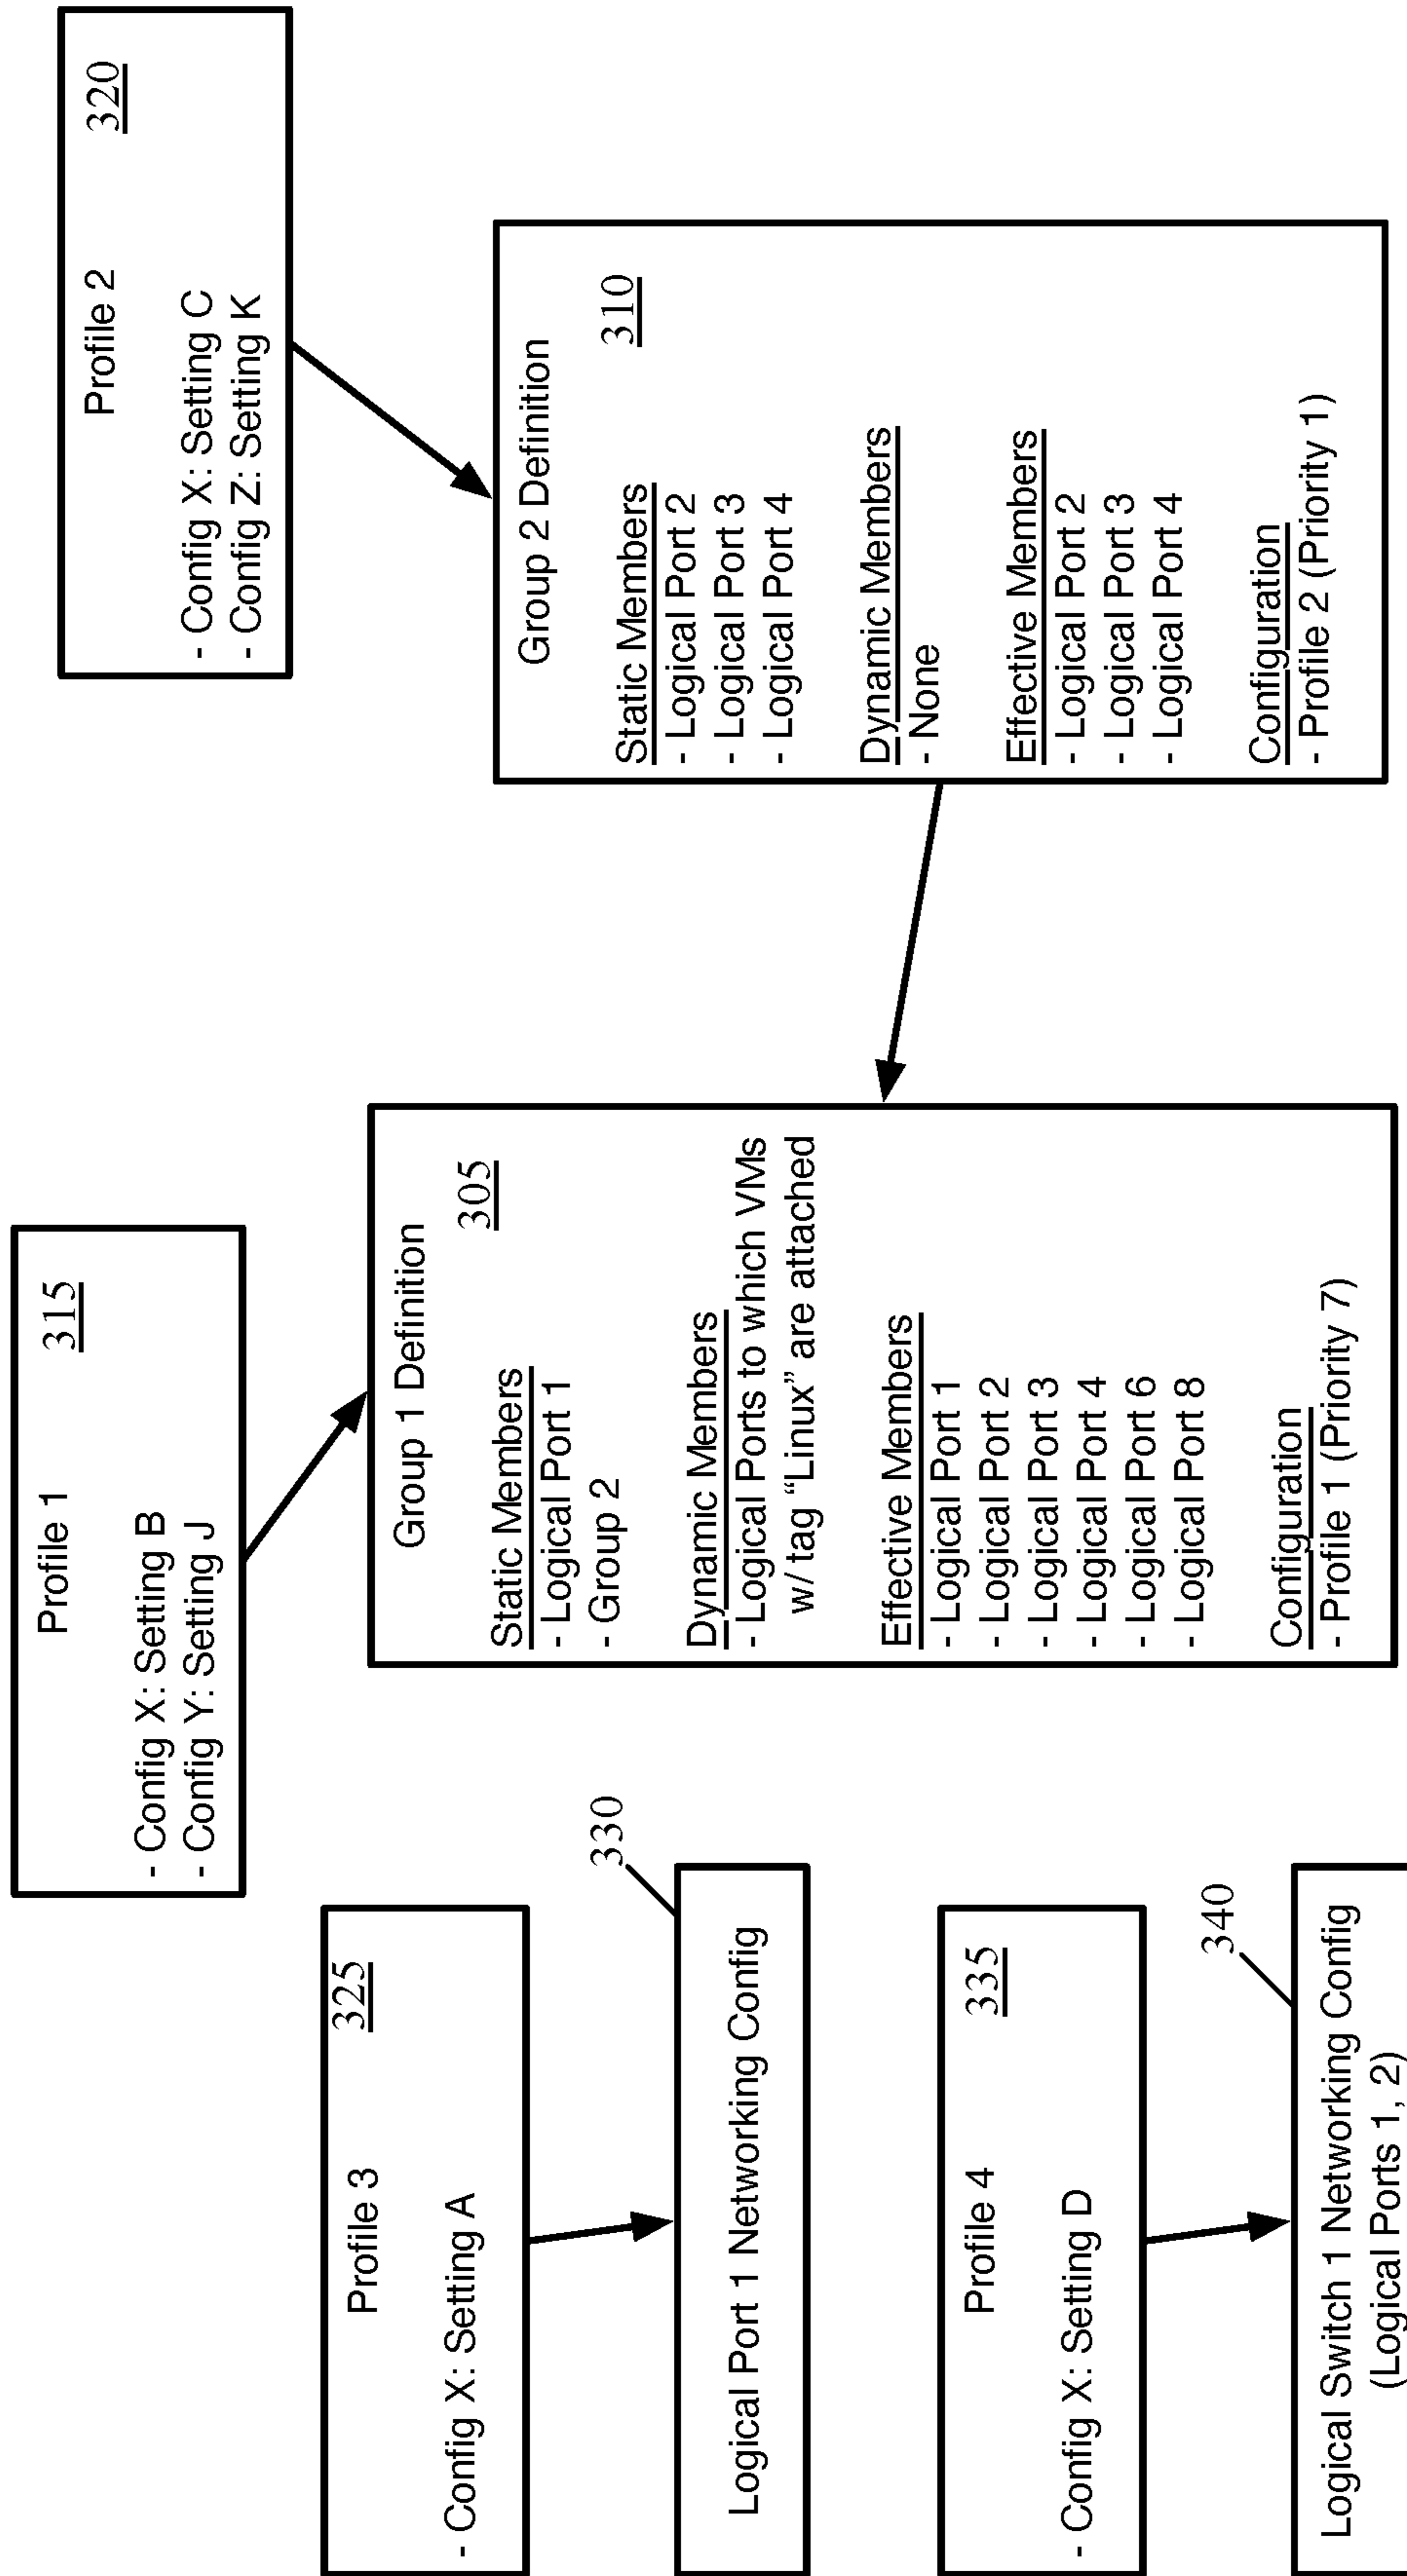 Profile 1
315
- Config X: Setting B
- Config Y: Setting J
Profile 2
320
- Config X: Setting C
- Config Z: Setting K
Profile 3
325
- Config X: Setting A
330
Logical Port 1 Networking Config
Profile 4
335
- Config X: Setting D
340
Logical Switch 1 Networking Config
(Logical Ports 1, 2)
Group 1 Definition
305
Static Members
- Logical Port 1
- Group 2
Dynamic Members
- Logical Ports to which VMs
w/ tag “Linux” are attached
Effective Members
- Logical Port 1
- Logical Port 2
- Logical Port 3
- Logical Port 4
- Logical Port 6
- Logical Port 8
Configuration
- Profile 1 (Priority 7)
Group 2 Definition
310
Static Members
- Logical Port 2
- Logical Port 3
- Logical Port 4
Dynamic Members
- None
Effective Members
- Logical Port 2
- Logical Port 3
- Logical Port 4
Configuration
- Profile 2 (Priority 1)